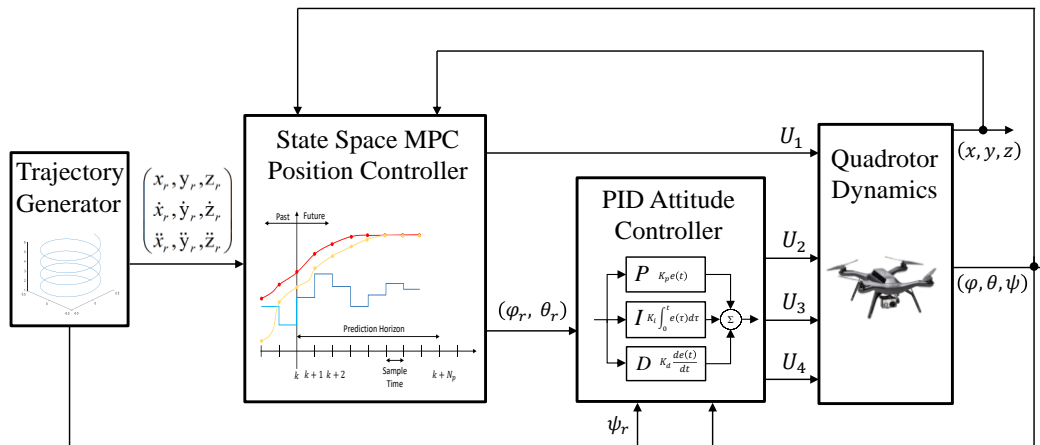 Trajectory
Generator
(x_r, y_r, z_r
ẋ_r, ẏ_r, ż_r
ẍ_r, ÿ_r, z̈_r)
State Space MPC
Position Controller
Past
Future
Prediction Horizon
Sample
Time
k k+1 k+2 k+N_p
(φ_r, θ_r)
PID Attitude
Controller
P K_p e(t)
I K_i ∫_0^t e(τ)dτ
D K_d de(t)/dt
Σ
ψ_r
U_1
U_2
U_3
U_4
Quadrotor
Dynamics
(x, y, z)
(φ, θ, ψ)